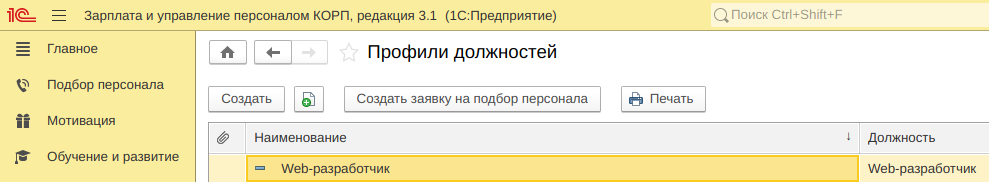 1С Зарплата и управление персоналом КОРП, редакция 3.1 (1С:Предприятие) Поиск Ctrl+Shift+F
Главное
Профили должностей
Подбор персонала
Создать Создать заявку на подбор персонала Печать
Мотивация
Наименование ↓ Должность
Обучение и развитие
Web-разработчик Web-разработчик